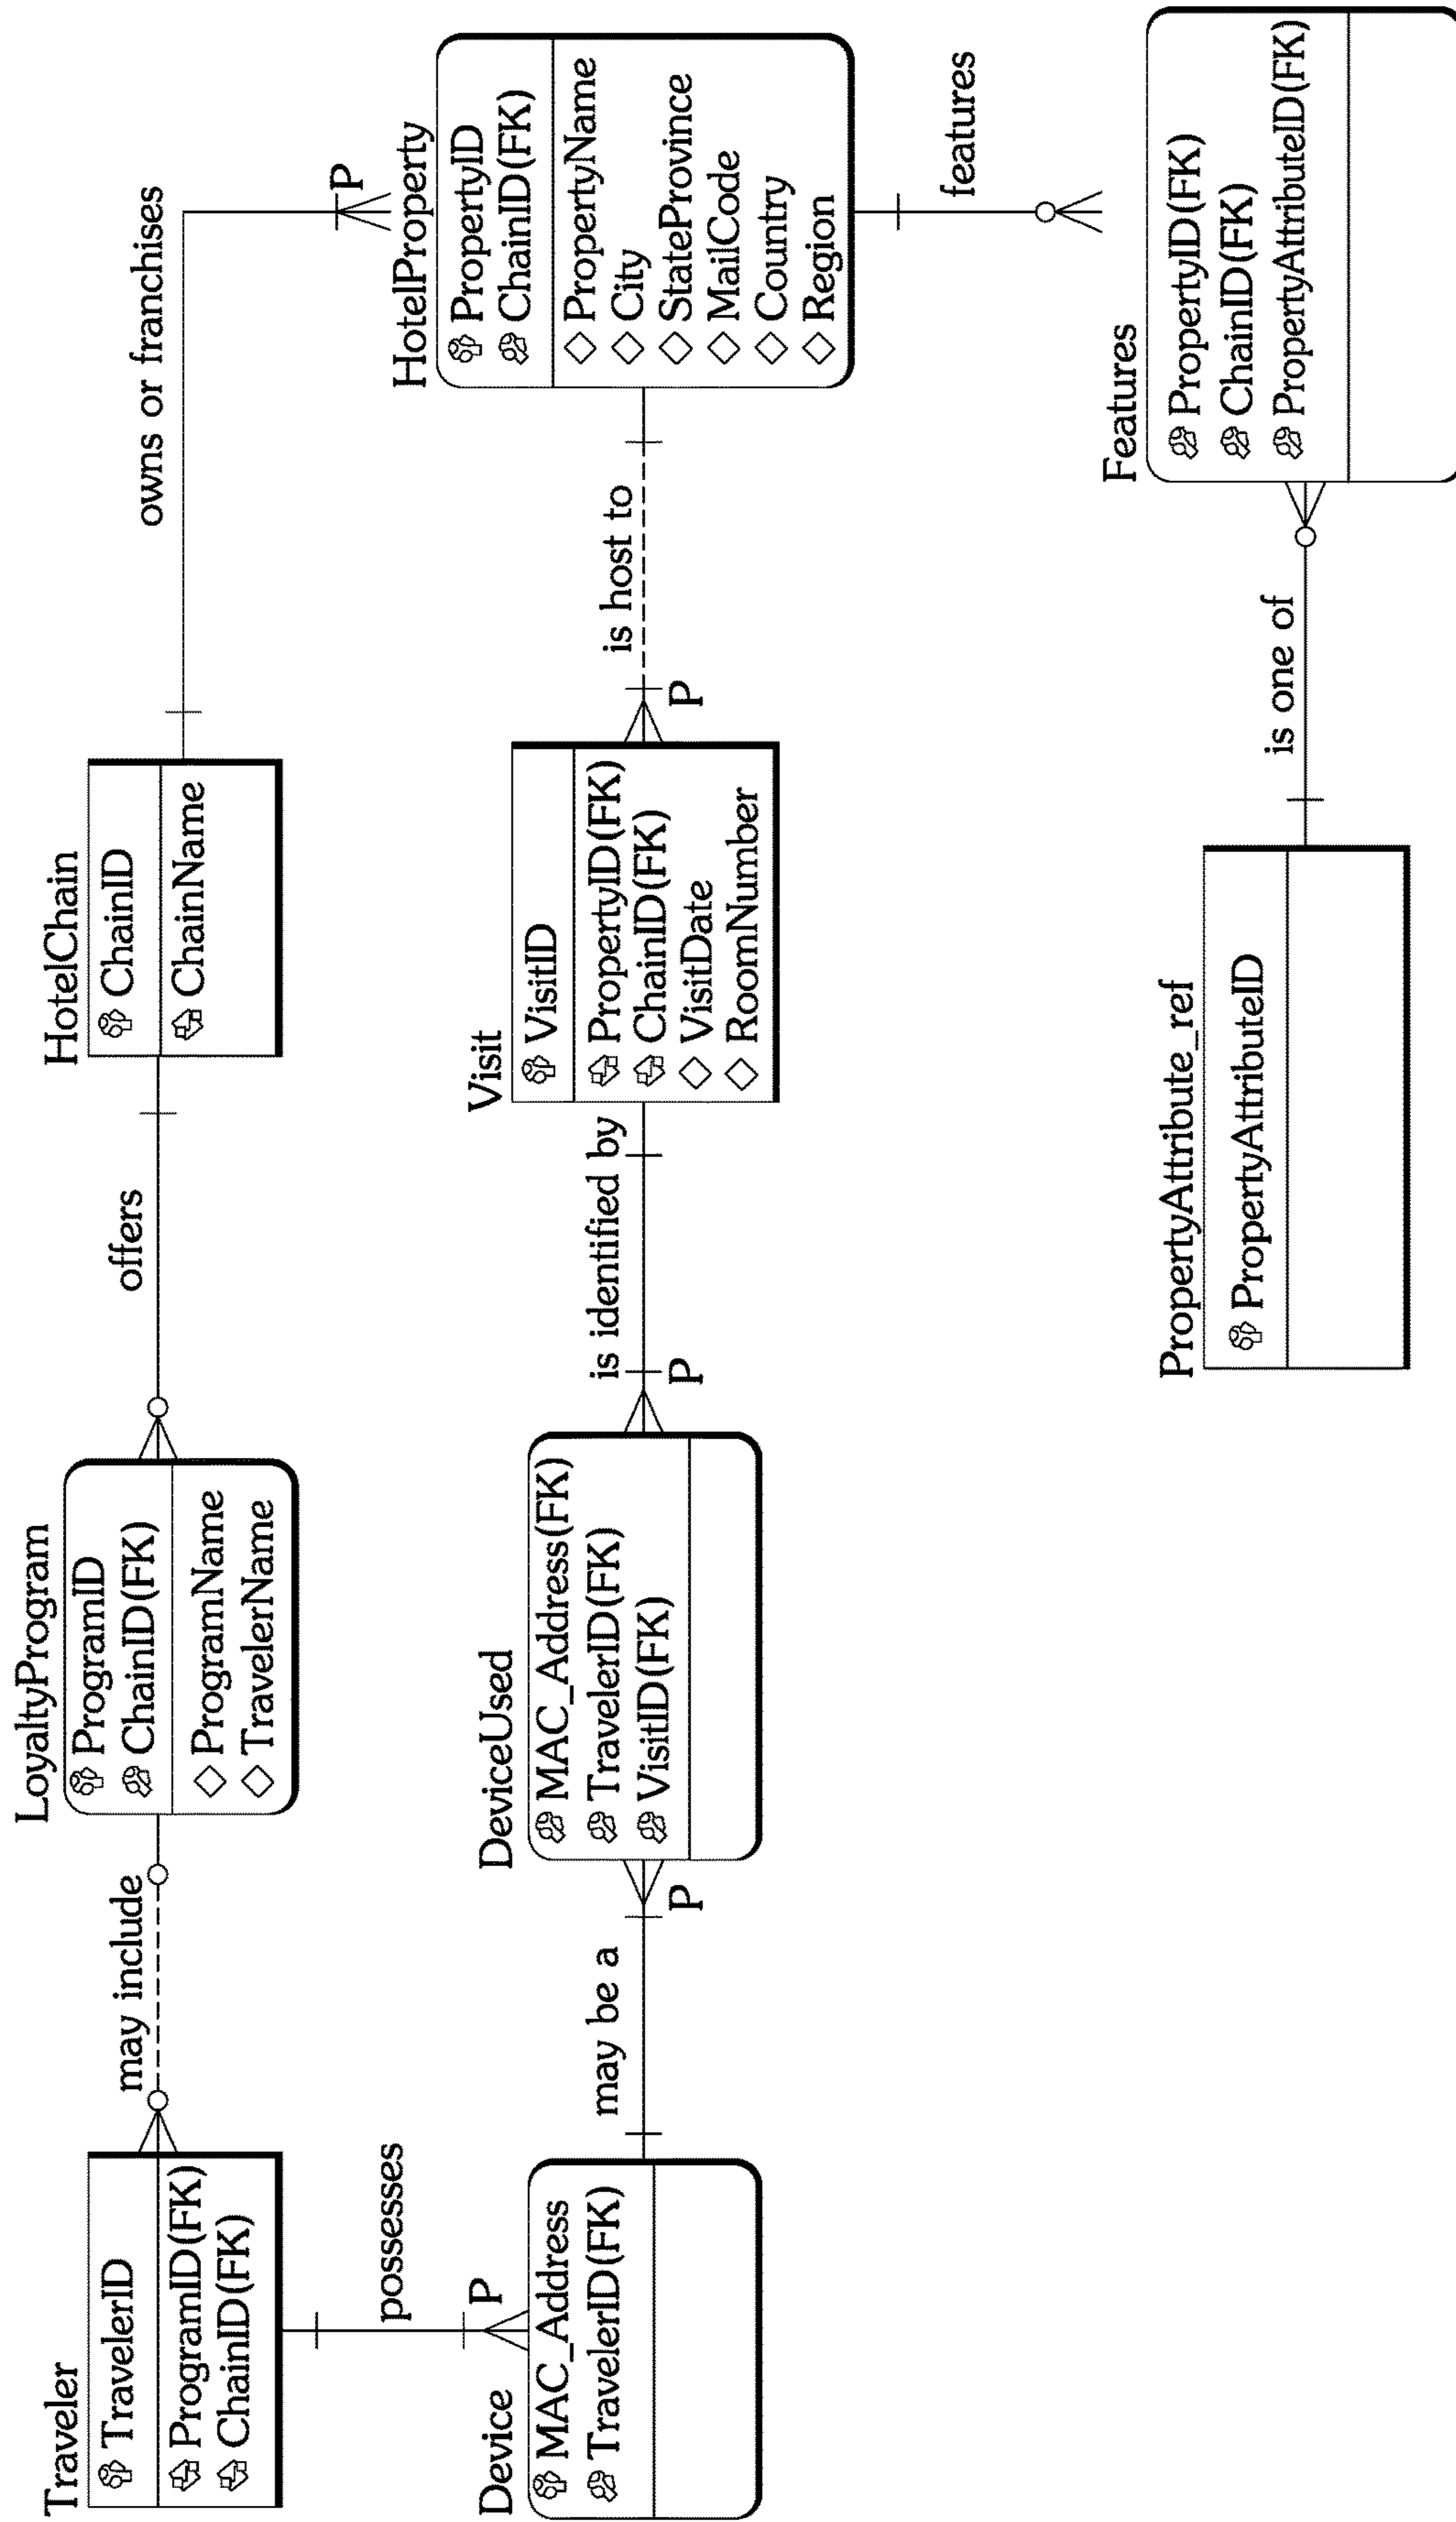 Traveler
TravelerID
ProgramID(FK)
ChainID(FK)
may include
LoyaltyProgram
ProgramID
ChainID(FK)
ProgramName
TravelerName
offers
HotelChain
ChainID
ChainName
owns or franchises
P
possesses
P
Device
MAC_Address
TravelerID(FK)
may be a
P
DeviceUsed
MAC_Address(FK)
TravelerID(FK)
VisitID(FK)
is identified by
P
Visit
VisitID
PropertyID(FK)
ChainID(FK)
VisitDate
RoomNumber
is host to
P
HotelProperty
PropertyID
ChainID(FK)
PropertyName
City
StateProvince
MailCode
Country
Region
features
PropertyAttribute_ref
PropertyAttributeID
is one of
Features
PropertyID(FK)
ChainID(FK)
PropertyAttributeID(FK)